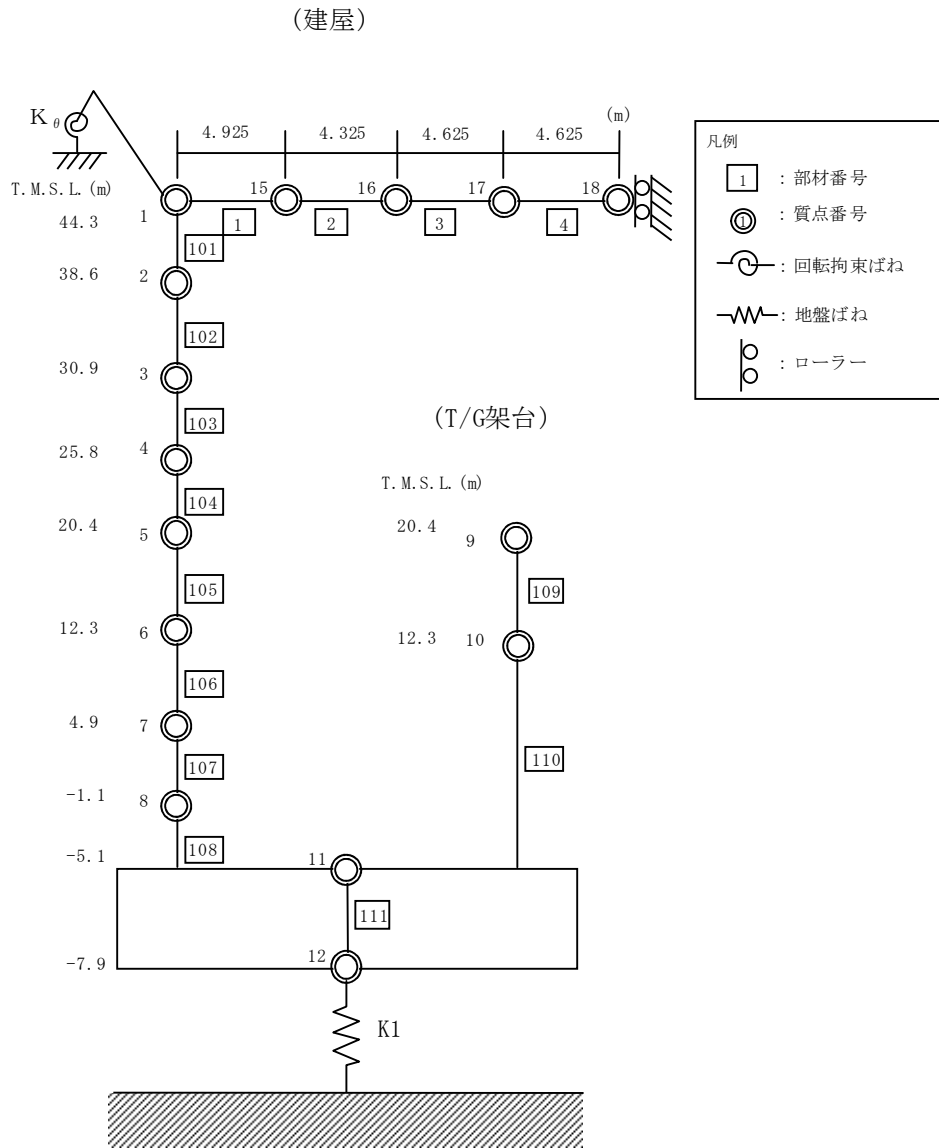 (建屋)
4.925 4.325 4.625 4.625 (m)
Kθ
T.M.S.L.(m)
44.3 1 15 16 17 18
1 2 3 4
101
38.6 2
102
30.9 3
103
25.8 4
104
20.4 5
105
12.3 6
106
4.9 7
107
-1.1 8
108
-5.1
-7.9
(T/G架台)
T.M.S.L.(m)
20.4 9
109
12.3 10
110
11
111
12
K1
凡例
1 : 部材番号
1 : 質点番号
: 回転拘束ばね
: 地盤ばね
: ローラー